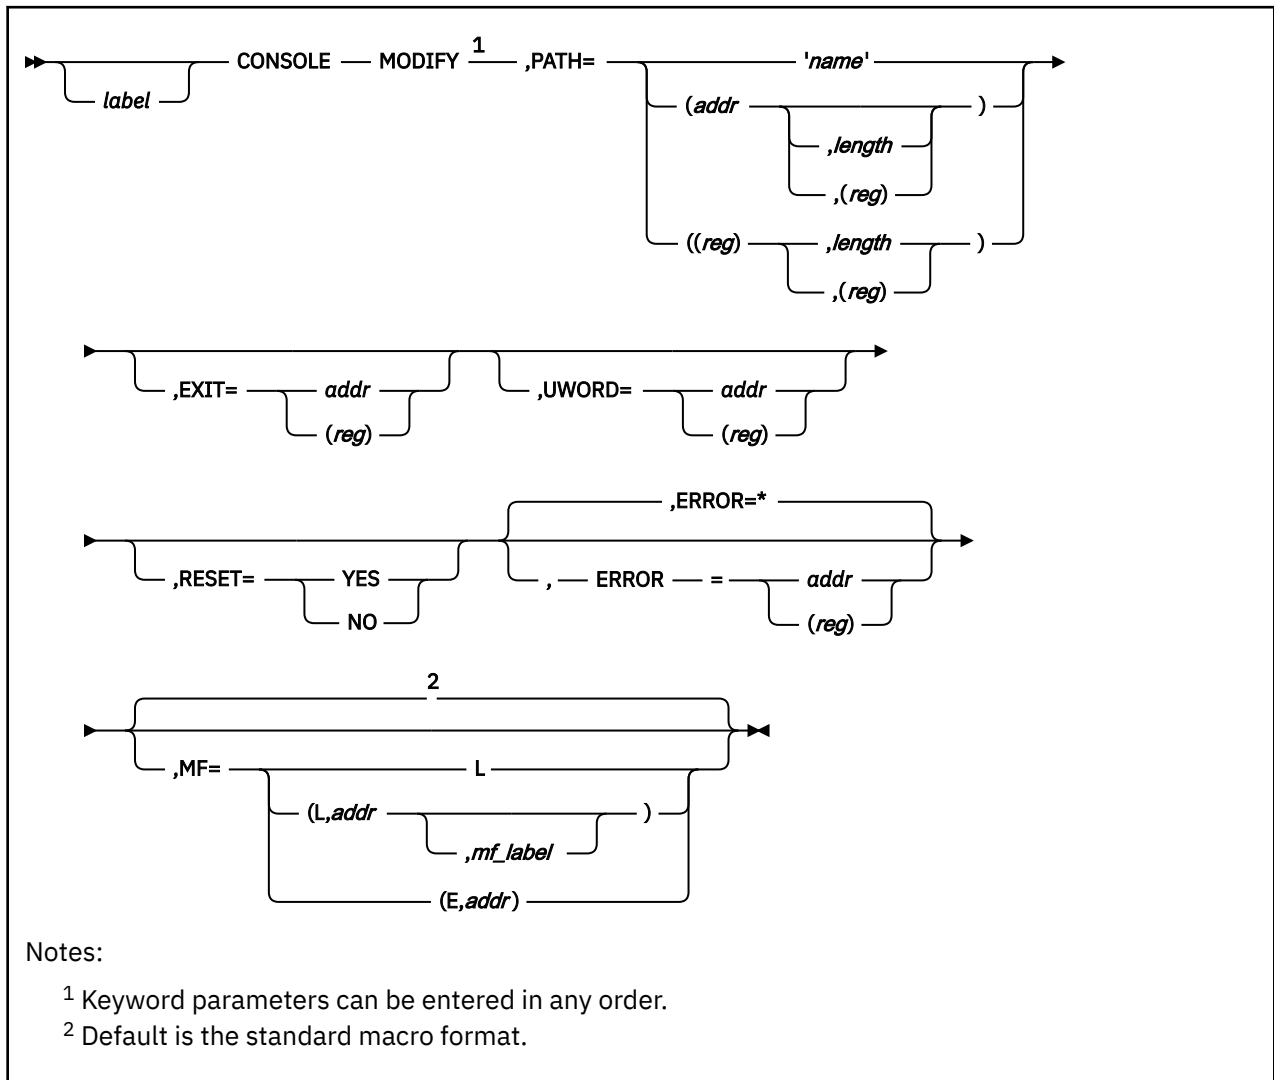 CONSOLE MODIFY 1 ,PATH= 'name'
label (addr )
,length
,(reg)
((reg) ,length )
,(reg)
,EXIT= addr ,UWORD= addr
(reg) (reg)
,ERROR=*
,RESET= YES , ERROR = addr
NO (reg)
2
,MF= L
(L,addr )
,mf_label
(E,addr)
Notes:
1 Keyword parameters can be entered in any order.
2 Default is the standard macro format.